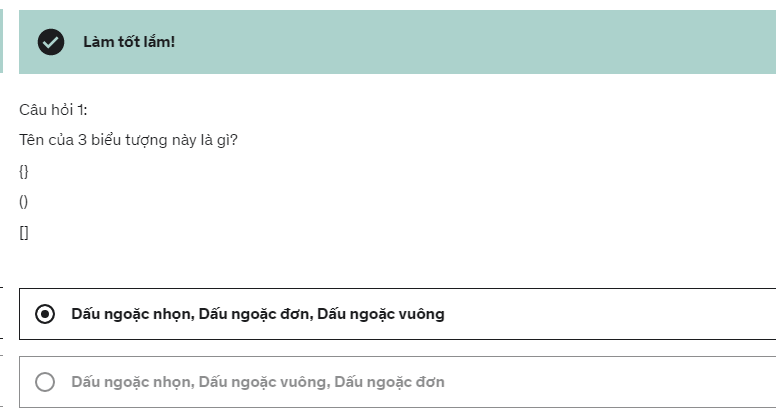 Làm tốt lắm!
Câu hỏi 1:
Tên của 3 biểu tượng này là gì?
{}
()
[]
Dấu ngoặc nhọn, Dấu ngoặc đơn, Dấu ngoặc vuông
Dấu ngoặc nhọn, Dấu ngoặc vuông, Dấu ngoặc đơn